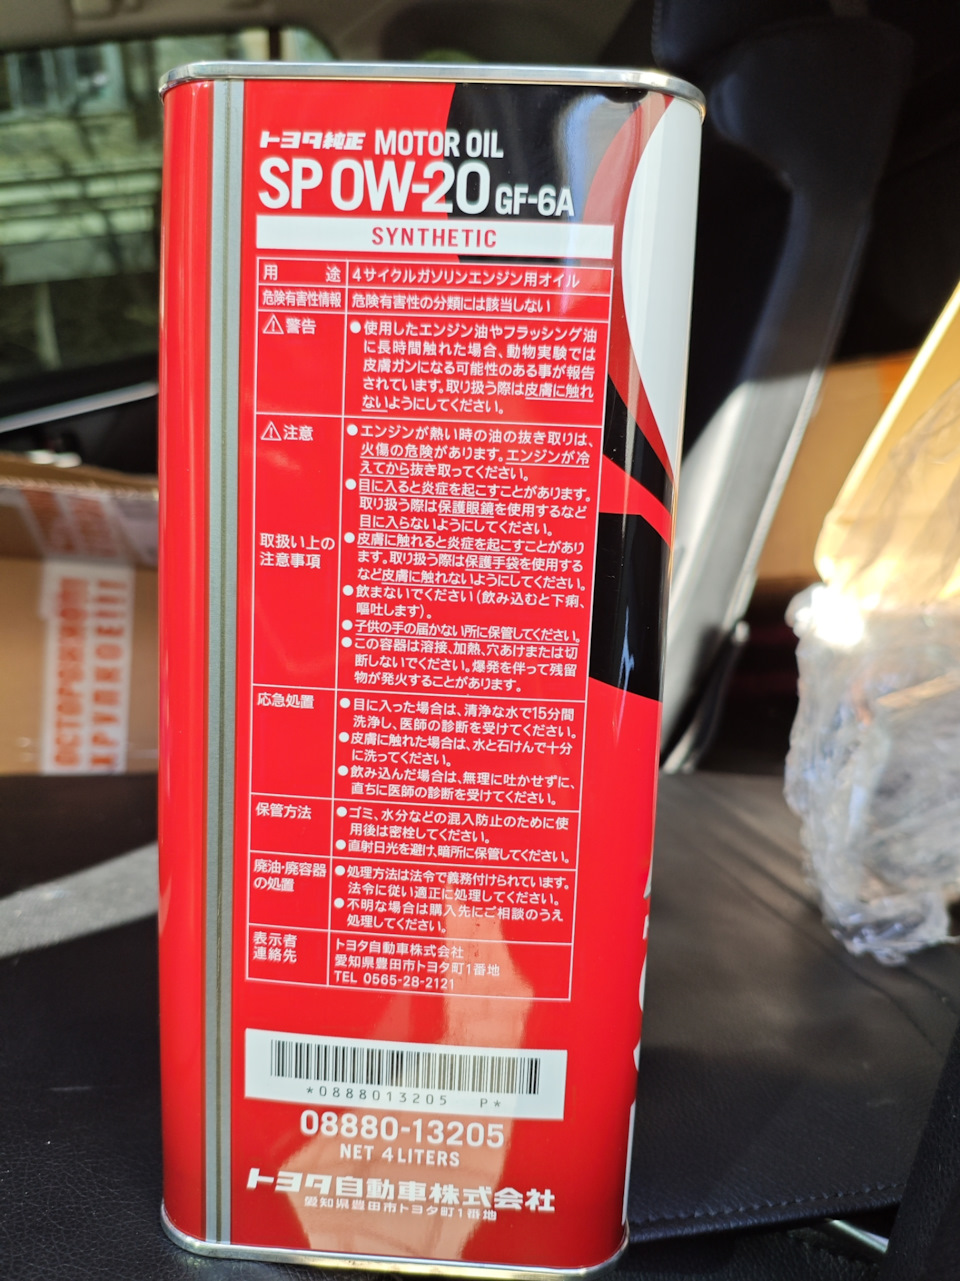 トヨタ純正 MOTOR OIL
SP 0W-20 GF-6A
SYNTHETIC
用途 4サイクルガソリンエンジン用オイル
危険有害性情報 危険有害性の分類には該当しない
⚠警告
●使用したエンジン油やフラッシング油
に長時間触れた場合、動物実験では
皮膚ガンになる可能性のある事が報告
されています。取り扱う際は皮膚に触れ
ないようにしてください。
⚠注意
取扱い上の
注意事項
●エンジンが熱い時の油の抜き取りは、
火傷の危険があります。エンジンが冷
えてから抜き取ってください。
●目に入ると炎症を起こすことがあります。
取り扱う際は保護眼鏡を使用するなど
目に入らないようにしてください。
●皮膚に触れると炎症を起こすことがあり
ます。取り扱う際は保護手袋を使用する
など皮膚に触れないようにしてください。
●飲まないでください(飲み込むと下痢、
嘔吐します)。
●子供の手の届かない所に保管してください。
●この容器は溶接、加熱、穴あけまたは切
断しないでください。爆発を伴って残留
物が発火することがあります。
応急処置
●目に入った場合は、清浄な水で15分間
洗浄し、医師の診断を受けてください。
●皮膚に触れた場合は、水と石けんで十分
に洗ってください。
●飲み込んだ場合は、無理に吐かせずに、
直ちに医師の診断を受けてください。
保管方法
●ゴミ、水分などの混入防止のために使
用後は密栓してください。
●直射日光を避け、暗所に保管してください。
廃油・廃容器
の処置
●処理方法は法令で義務付けられています。
法令に従い適正に処理してください。
●不明な場合は購入先にご相談のうえ
処理してください。
表示者
連絡先
トヨタ自動車株式会社
愛知県豊田市トヨタ町1番地
TEL 0565-28-2121
*0888013205 P*
08880-13205
NET 4 LITERS
トヨタ自動車株式会社
愛知県豊田市トヨタ町1番地
ОСТОРОЖНО!!!
ХРУПКОЕ!!!